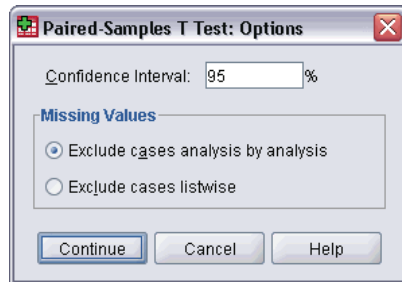 Paired-Samples T Test: Options
Confidence Interval: 95 %
Missing Values
Exclude cases analysis by analysis
Exclude cases listwise
Continue Cancel Help